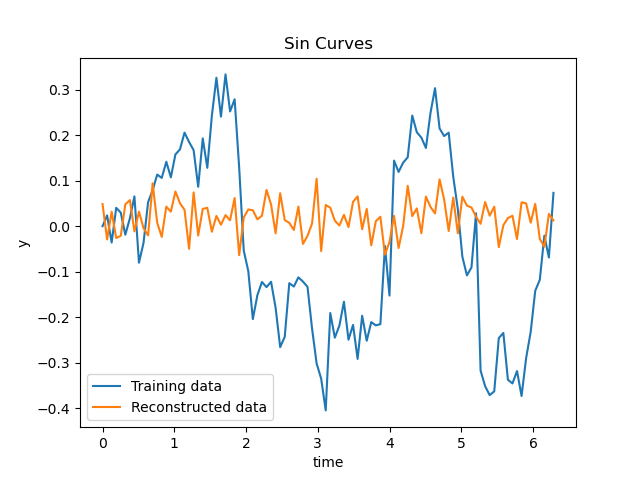 Sin Curves
y
0.3
0.2
0.1
0.0
−0.1
−0.2
−0.3
−0.4
Training data
Reconstructed data
0 1 2 3 4 5 6
time